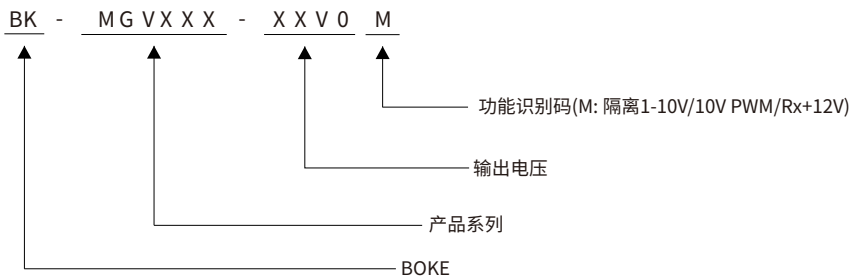 BK - MGVXXX - XXV0 M
功能识别码(M: 隔离1-10V/10V PWM/Rx+12V)
输出电压
产品系列
BOKE